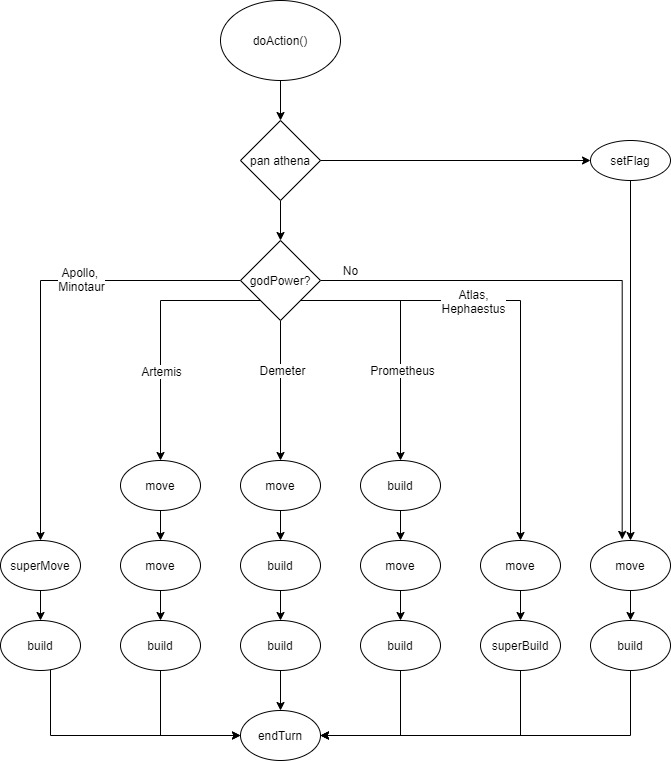 doAction()
pan athena
setFlag
godPower?
No
Apollo,
Minotaur
Atlas,
Hephaestus
Artemis
Demeter
Prometheus
move
move
build
superMove
move
build
move
move
move
build
build
build
build
superBuild
build
endTurn